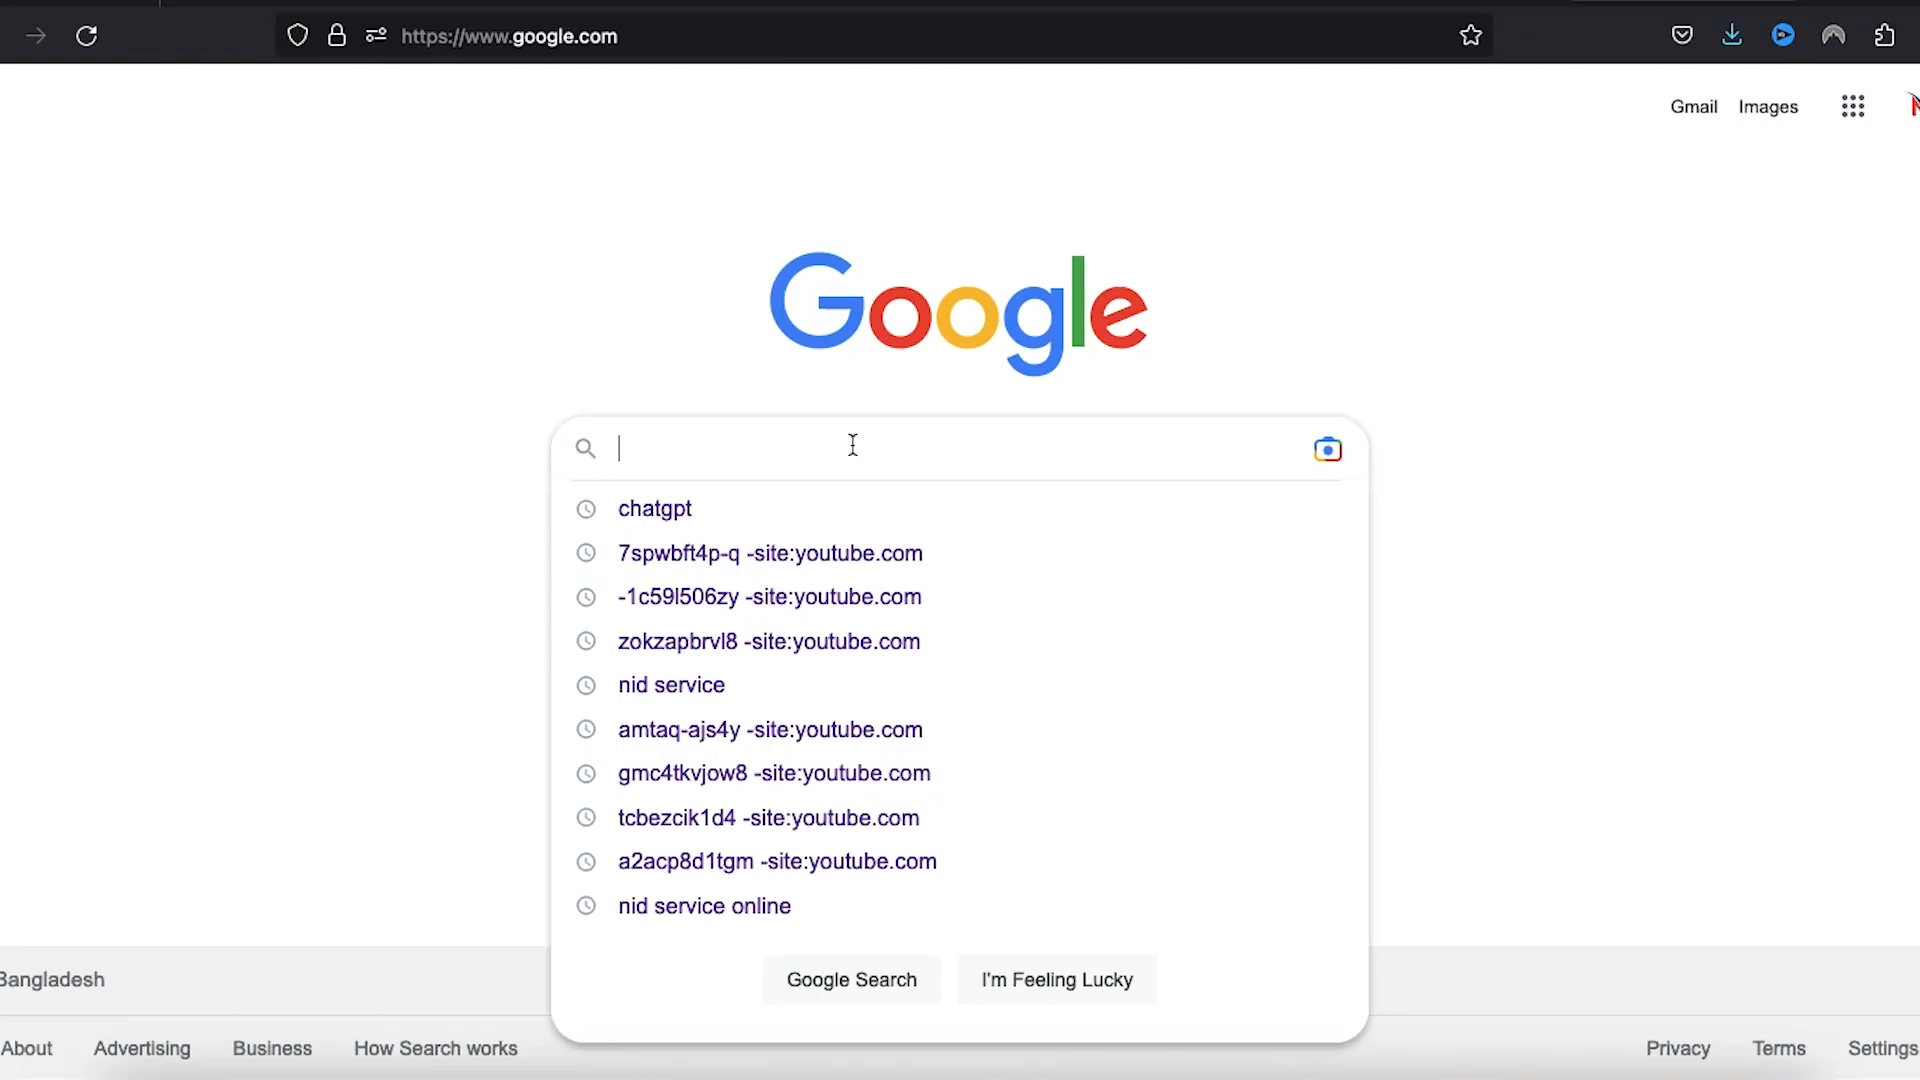 https://www.google.com
Gmail Images
Google
chatgpt
7spwbft4p-q -site:youtube.com
-1c59l506zy -site:youtube.com
zokzapbrvl8 -site:youtube.com
nid service
amtaq-ajs4y -site:youtube.com
gmc4tkvjow8 -site:youtube.com
tcbezcik1d4 -site:youtube.com
a2acp8d1tgm -site:youtube.com
nid service online
Google Search I'm Feeling Lucky
Bangladesh
About Advertising Business How Search works Privacy Terms Settings